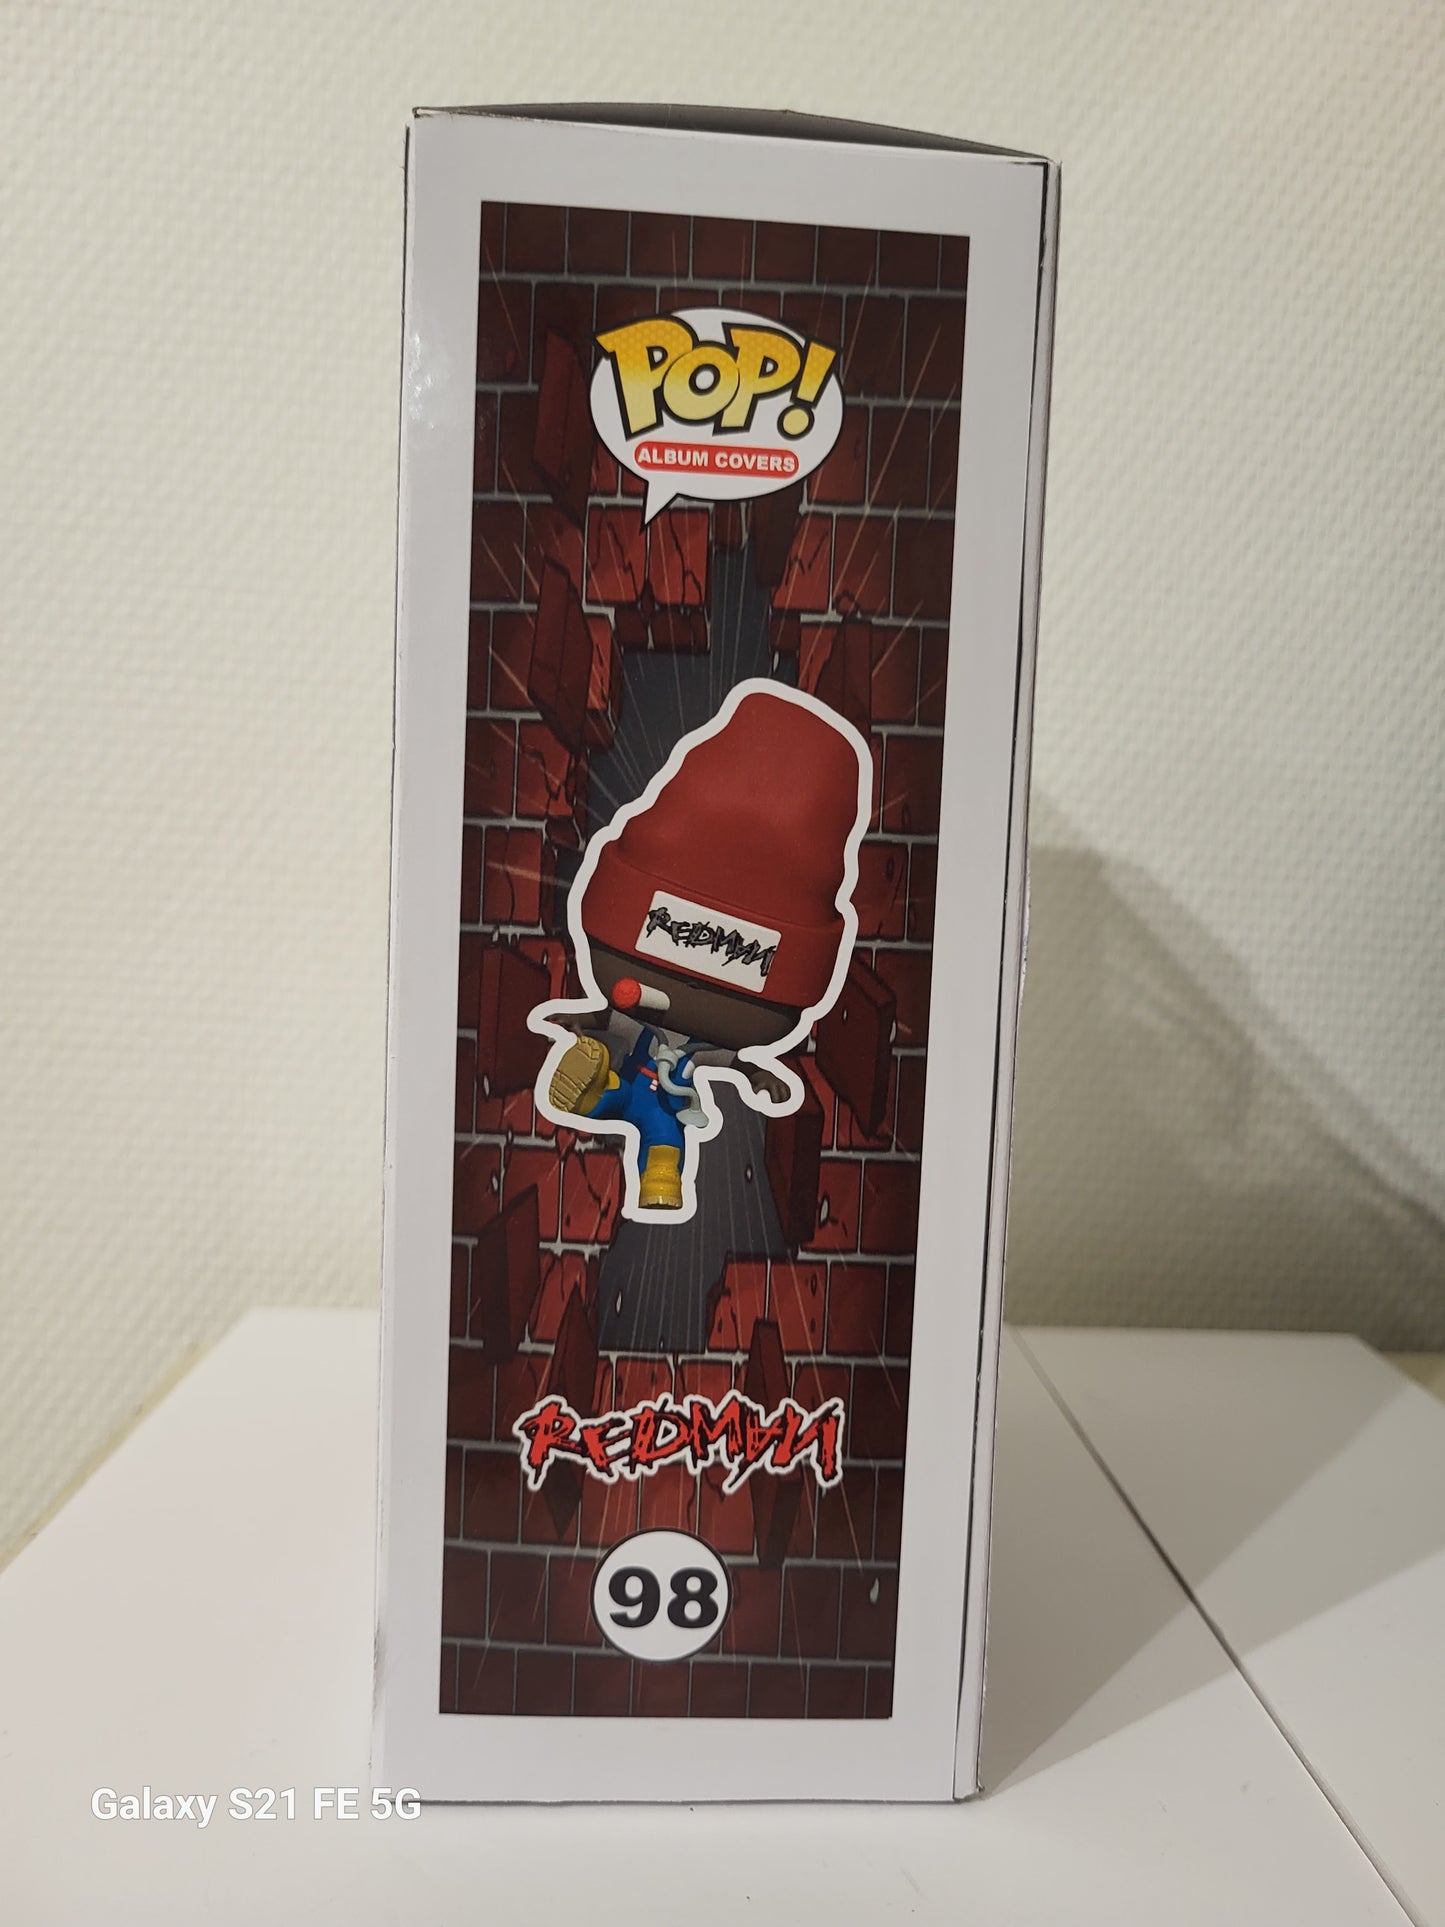 POP!
ALBUM COVERS
REDMAN
REDMAN
98
Galaxy S21 FE 5G